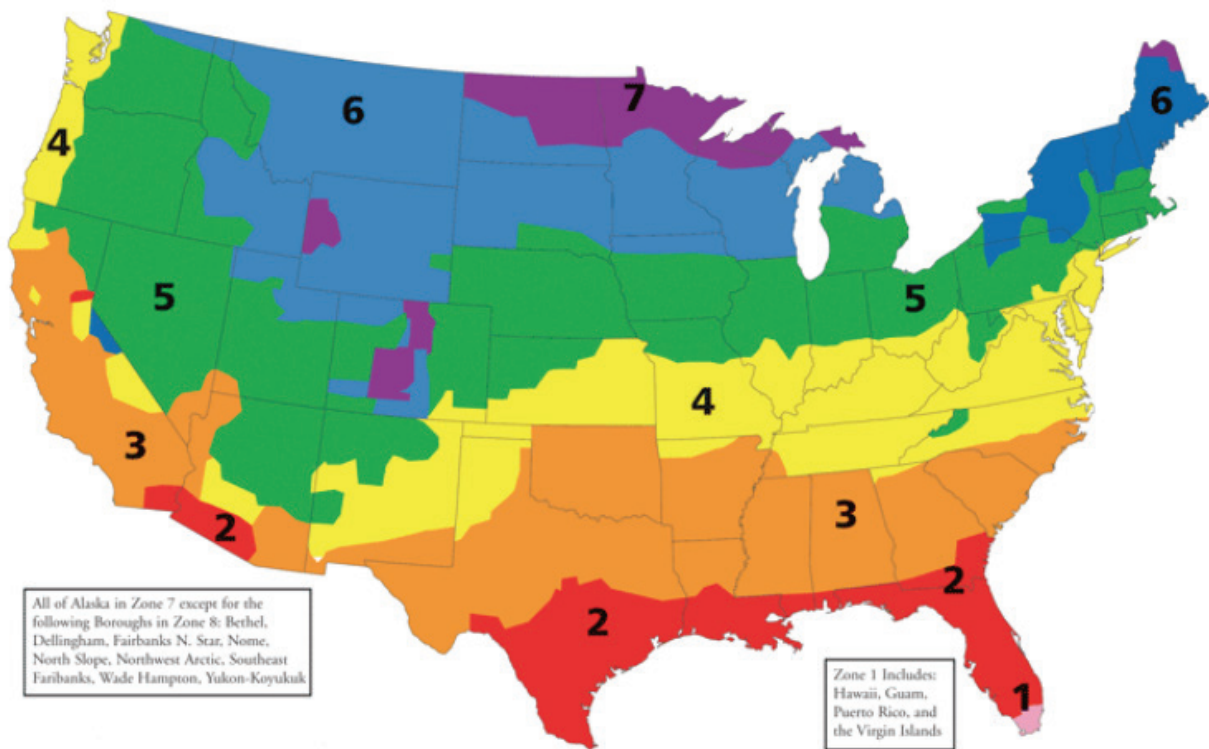 7
6
6
4
5
5
4
3
3
2
2
2
1
All of Alaska in Zone 7 except for the
following Boroughs in Zone 8: Bethel,
Dellingham, Fairbanks N. Star, Nome,
North Slope, Northwest Arctic, Southeast
Faribanks, Wade Hampton, Yukon-Koyukuk
Zone 1 Includes:
Hawaii, Guam,
Puerto Rico, and
the Virgin Islands